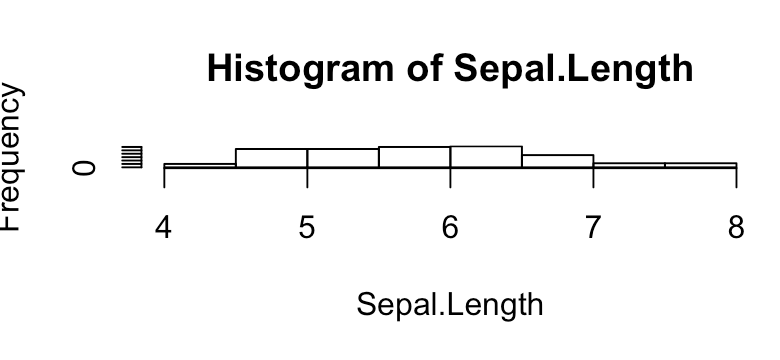 Histogram of Sepal.Length
Frequency
0
4 5 6 7 8
Sepal.Length